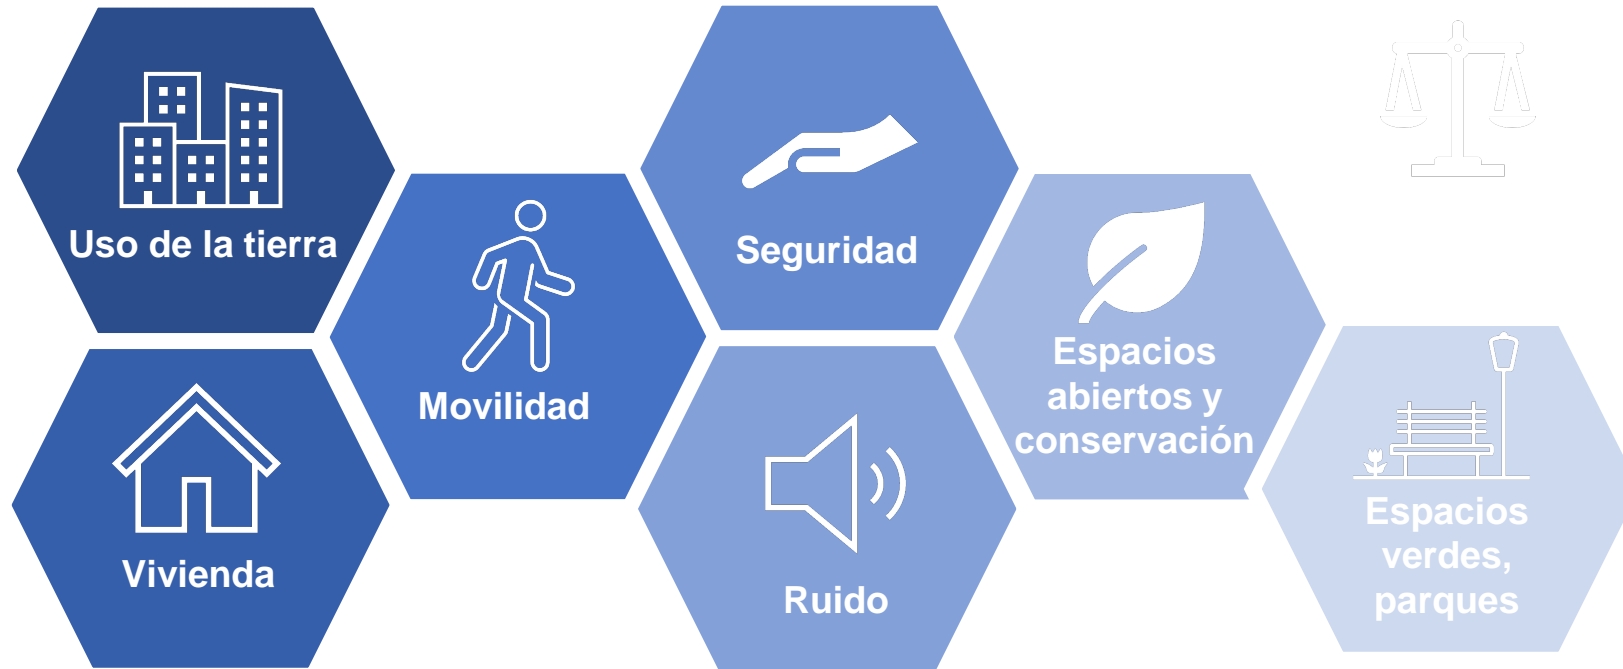 Uso de la tierra
Vivienda
Movilidad
Seguridad
Ruido
Espacios
abiertos y
conservación
Espacios
verdes,
parques